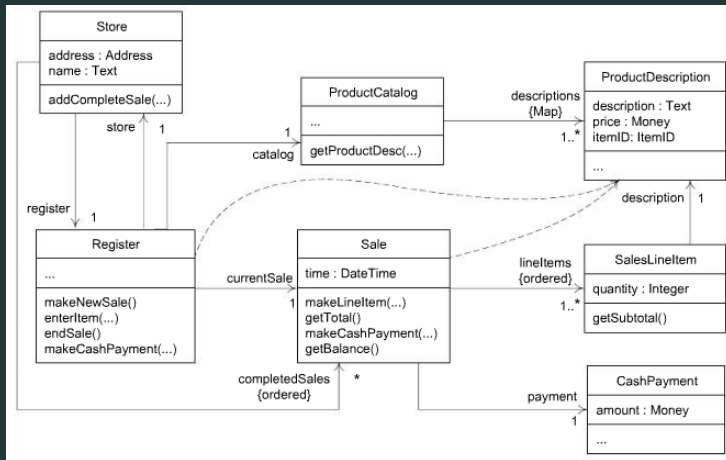 Store
address : Address
name : Text
addCompleteSale(...)
store
1
register
1
ProductCatalog
...
getProductDesc(...)
1
catalog
descriptions
{Map}
1..*
ProductDescription
description : Text
price : Money
itemID: ItemID
...
description
1
Register
...
makeNewSale()
enterItem(...)
endSale()
makeCashPayment(...)
currentSale
1
Sale
time : DateTime
makeLineItem(...)
getTotal()
makeCashPayment(...)
getBalance()
lineItems
{ordered}
1..*
SalesLineItem
quantity : Integer
getSubtotal()
completedSales
{ordered}
*
payment
1
CashPayment
amount : Money
...